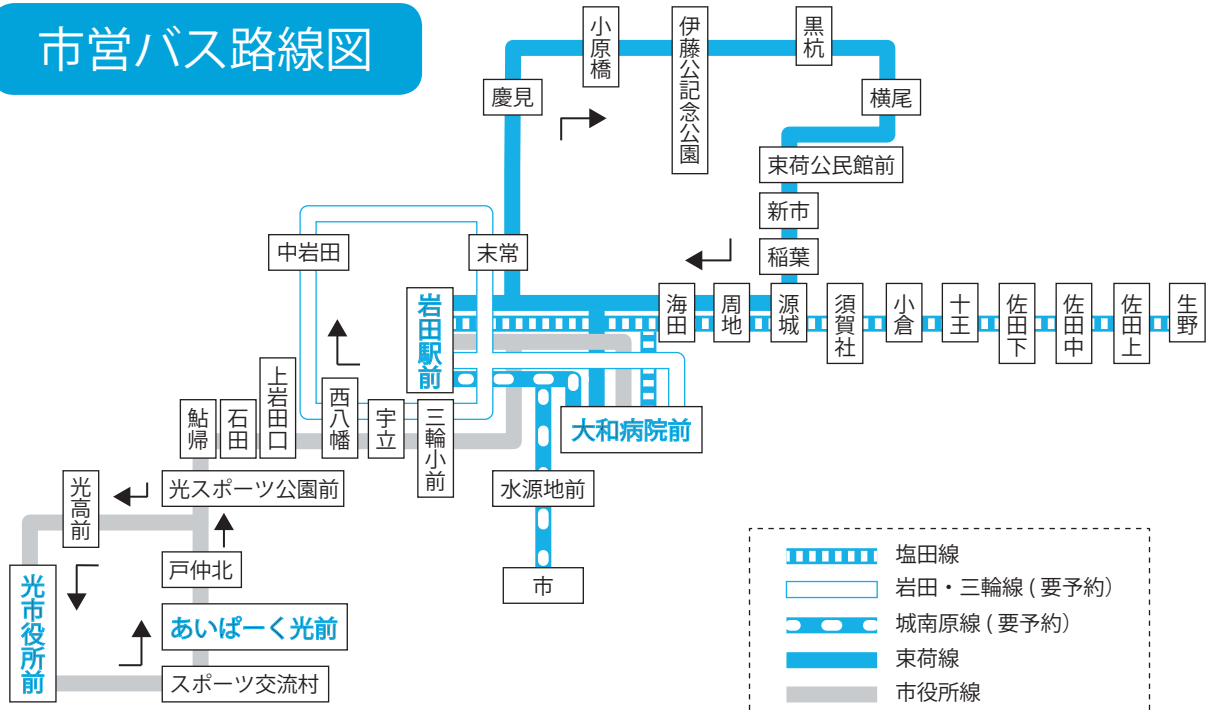 市営バス路線図
小原橋
伊藤公記念公園
黒杭
慶見
横尾
束荷公民館前
新市
稲葉
中岩田
末常
岩田駅前
海田
周地
源城
須賀社
小倉
十王
佐田下
佐田中
佐田上
生野
鮎帰
石田
上岩田口
西八幡
宇立
三輪小前
大和病院前
光高前
光スポーツ公園前
水源地前
戸仲北
市
光市役所前
あいぱーく光前
スポーツ交流村
塩田線
岩田・三輪線(要予約)
城南原線(要予約)
束荷線
市役所線